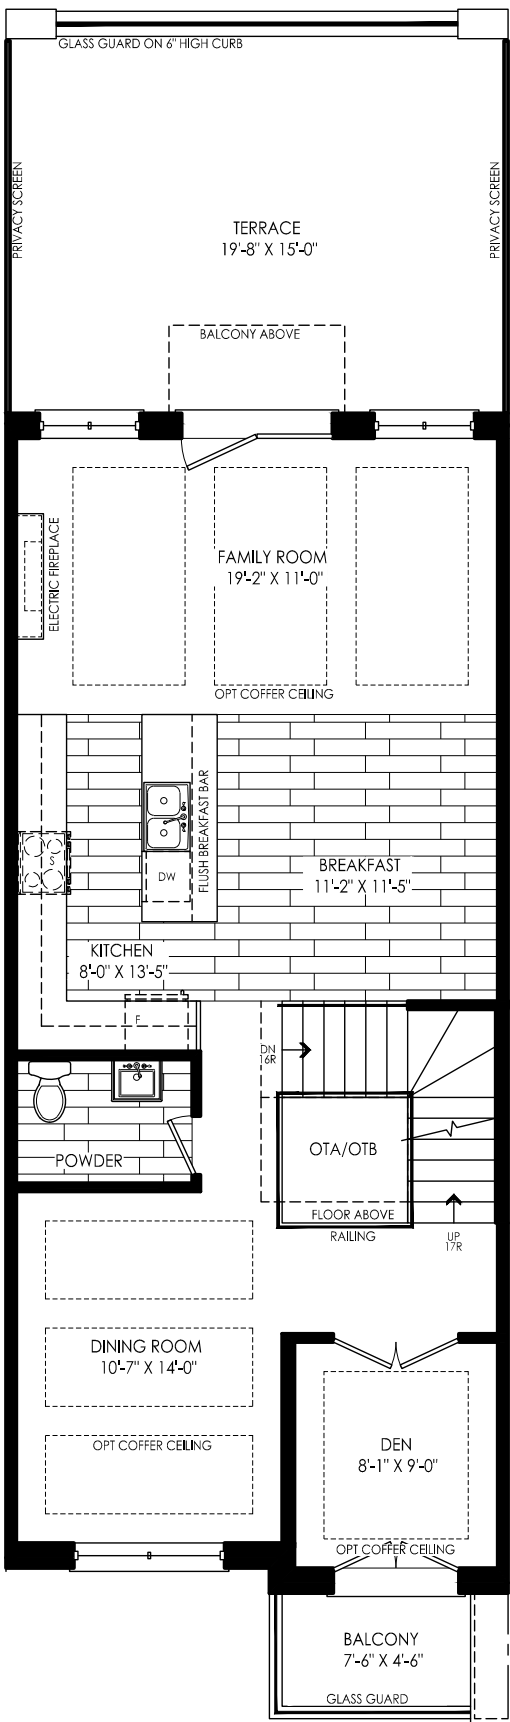 GLASS GUARD ON 6" HIGH CURB
PRIVACY SCREEN
PRIVACY SCREEN
TERRACE
19'-8" X 15'-0"
BALCONY ABOVE
FAMILY ROOM
19'-2" X 11'-0"
ELECTRIC FIREPLACE
OPT COFFER CEILING
FLUSH BREAKFAST BAR
S
DW
BREAKFAST
11'-2" X 11'-5"
KITCHEN
8'-0" X 13'-5"
F
DN
16R
POWDER
OTA/OTB
FLOOR ABOVE
RAILING
UP
17R
DINING ROOM
10'-7" X 14'-0"
OPT COFFER CEILING
DEN
8'-1" X 9'-0"
OPT COFFER CEILING
BALCONY
7'-6" X 4'-6"
GLASS GUARD